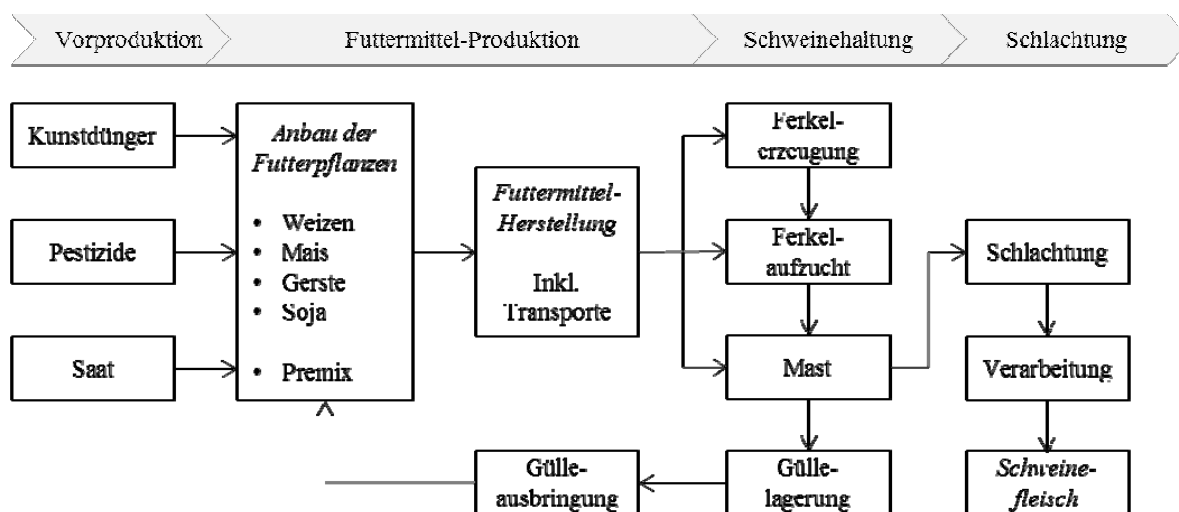 Vorproduktion
Futtermittel-Produktion
Schweinehaltung
Schlachtung
Kunstdünger
Pestizide
Saat
Anbau der
Futterpflanzen
• Weizen
• Mais
• Gerste
• Soja
• Premix
Futtermittel-
Herstellung
Inkl.
Transporte
Ferkel-
erzeugung
Ferkel-
aufzucht
Mast
Gülle-
lagerung
Gülle-
ausbringung
Schlachtung
Verarbeitung
Schweine-
fleisch